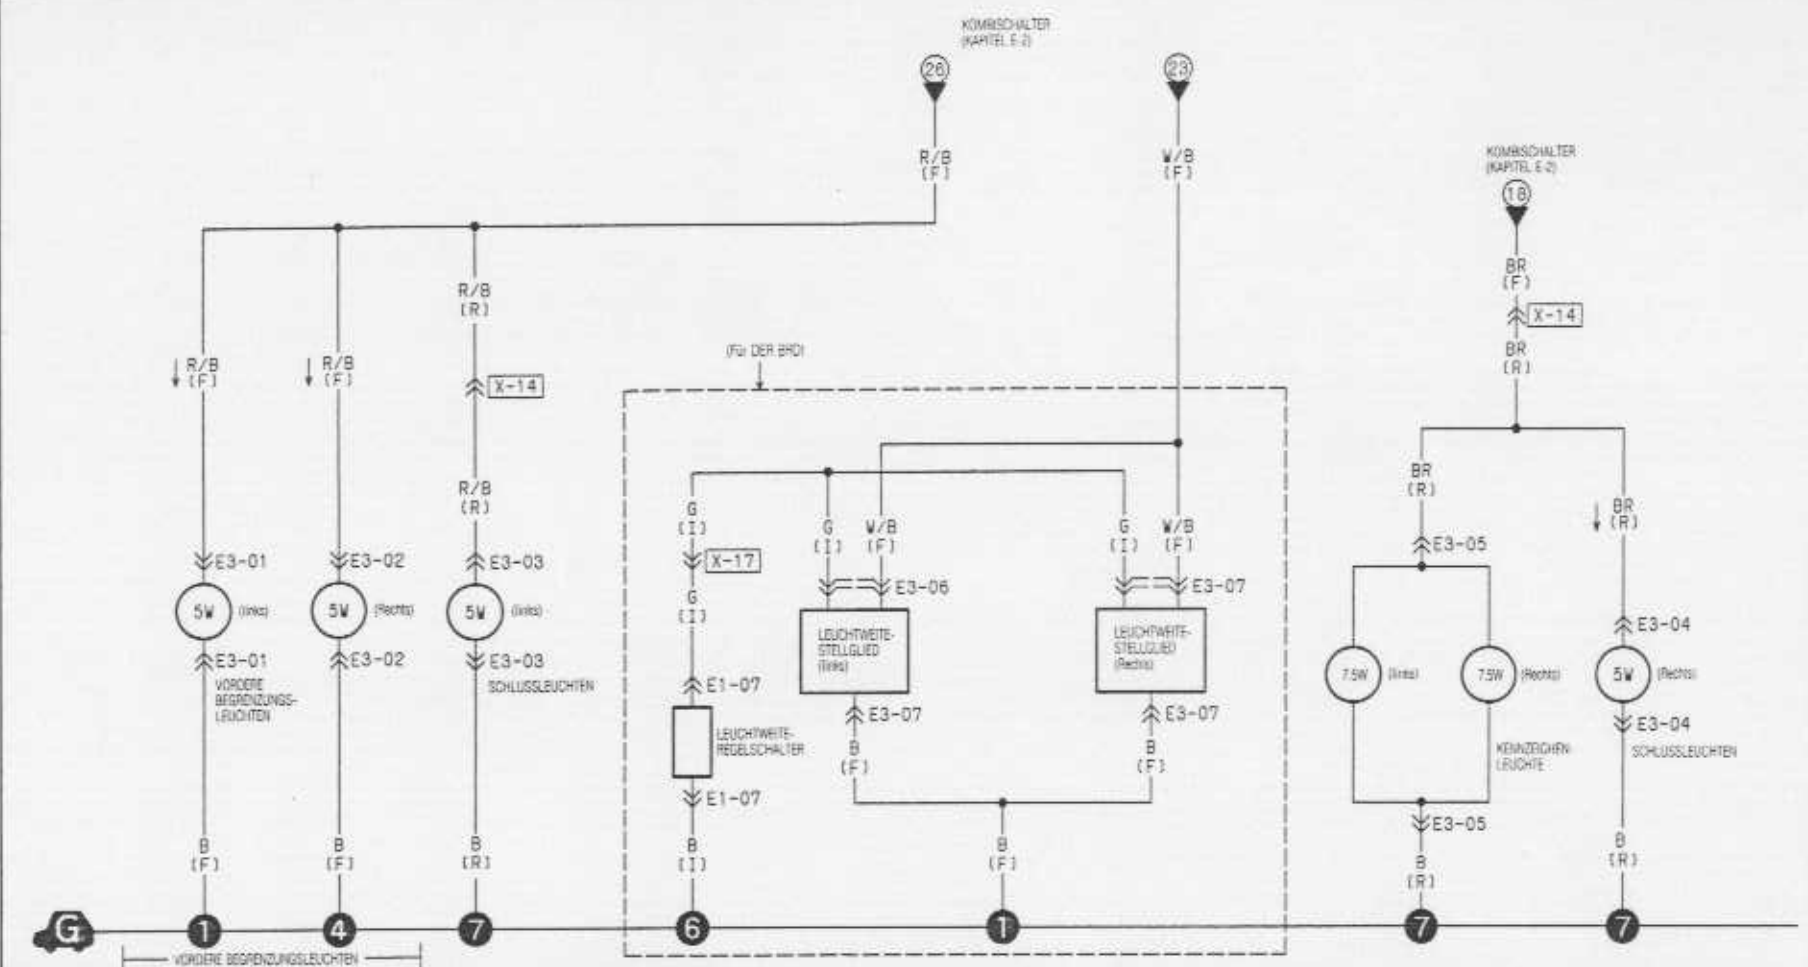 KOMBISCHALTER
(KAPITEL E-2)
26
23
R/B
(F)
W/B
(F)
KOMBISCHALTER
(KAPITEL E-2)
18
BR
(F)
X-14
BR
(R)
R/B
(R)
R/B
(F)
R/B
(F)
X-14
(Für DER BRD)
R/B
(R)
BR
(R)
BR
(R)
G
(I)
X-17
G
(I)
G
(I)
W/B
(F)
G
(I)
W/B
(F)
E3-01
E3-02
E3-03
E3-06
E3-07
E3-05
5W
(links)
5W
(Rechts)
5W
(links)
E3-01
E3-02
E3-03
VORDERE
BEGRENZUNGS-
LEUCHTEN
SCHLUSSLEUCHTEN
LEUCHTWEITE-
STELLGLIED
(links)
LEUCHTWEITE-
STELLGLIED
(Rechts)
E1-07
E3-07
E3-07
LEUCHTWEITE-
REGELSCHALTER
E1-07
B
(F)
B
(F)
E3-04
7.5W
(links)
7.5W
(Rechts)
5W
(Rechts)
E3-04
KENNZEICHEN-
LEUCHTE
SCHLUSSLEUCHTEN
E3-05
B
(F)
B
(F)
B
(R)
B
(I)
B
(F)
B
(R)
B
(R)
G
1
4
7
6
1
7
7
VORDERE BEGRENZUNGSLEUCHTEN